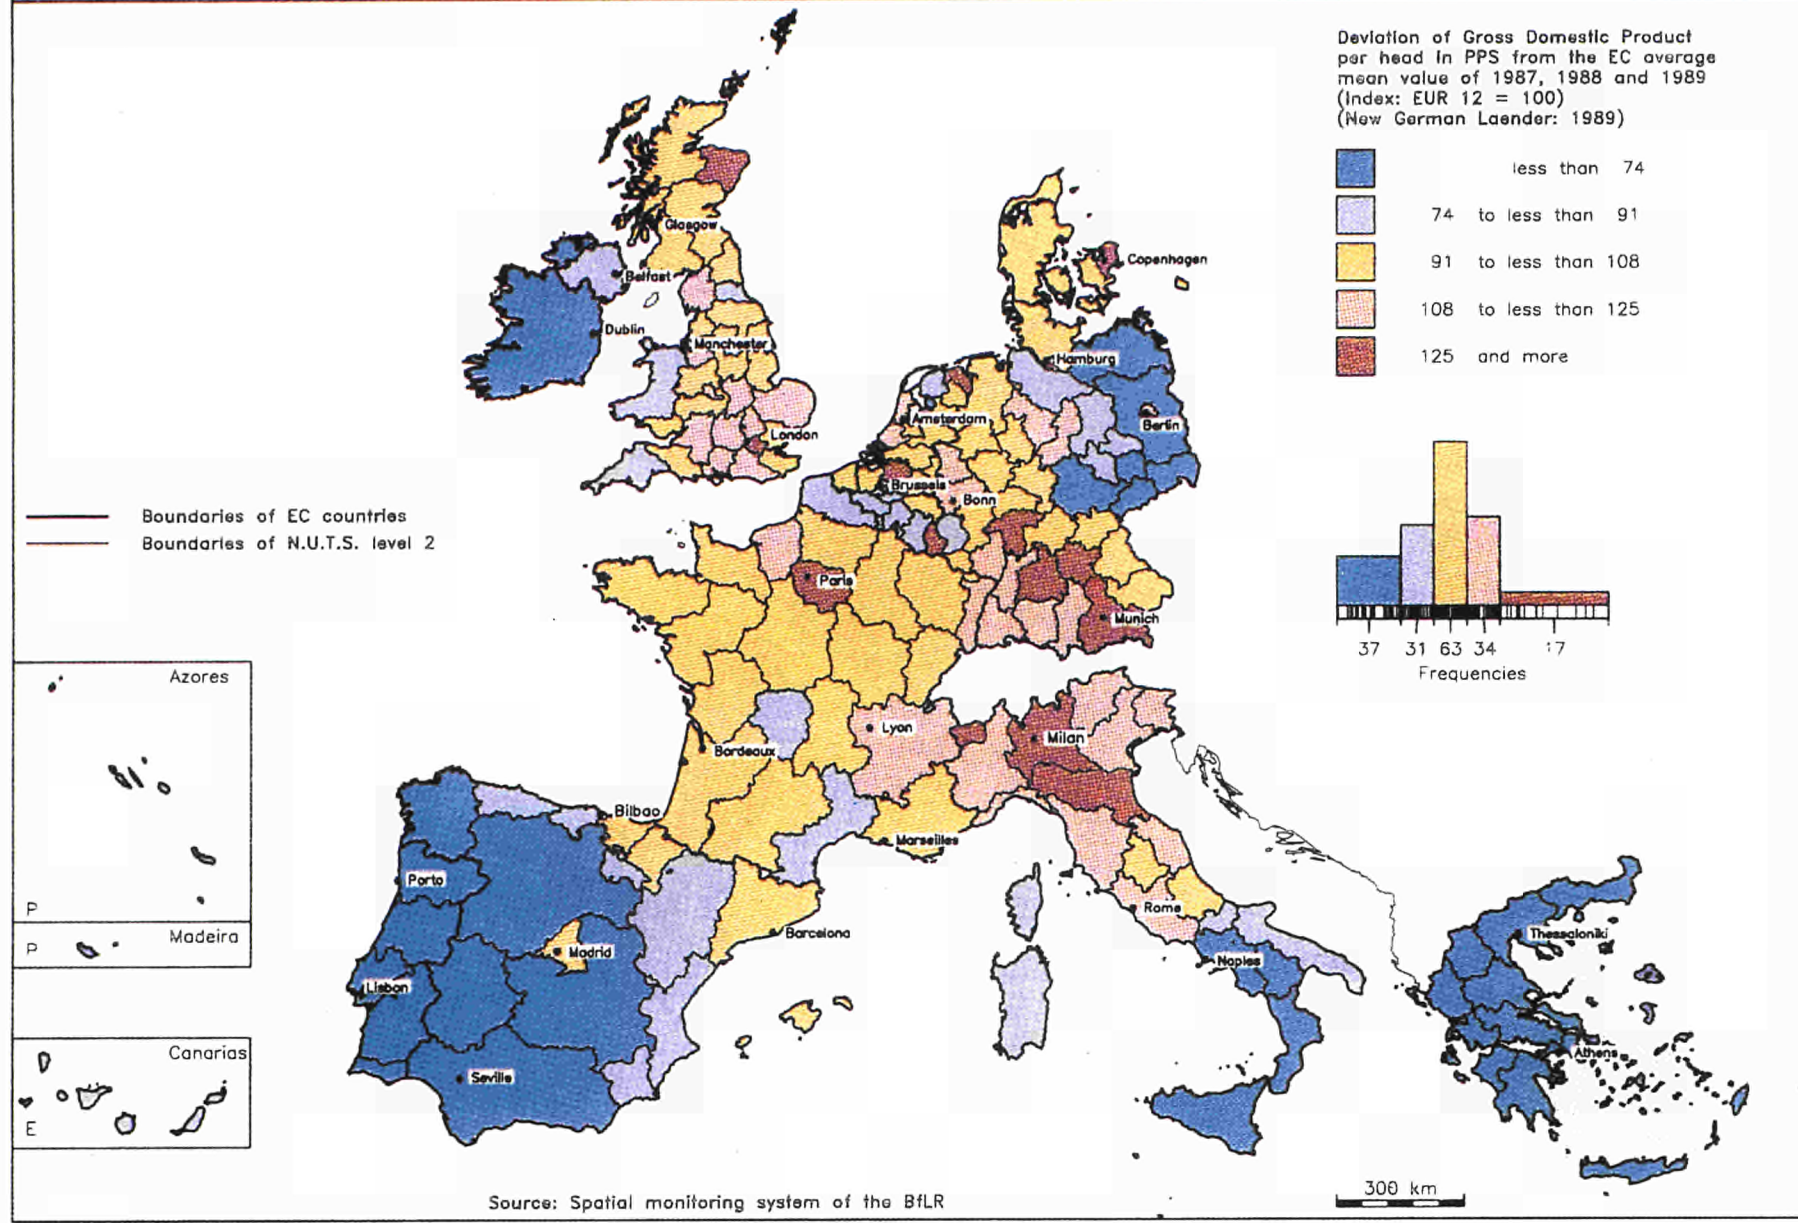 Deviation of Gross Domestic Product
per head in PPS from the EC average
mean value of 1987, 1988 and 1989
(Index: EUR 12 = 100)
(New German Laender: 1989)
less than 74
74 to less than 91
91 to less than 108
108 to less than 125
125 and more
37 31 63 34 17
Frequencies
Boundaries of EC countries
Boundaries of N.U.T.S. level 2
Glasgow
Belfast
Dublin
Manchester
London
Copenhagen
Hamburg
Berlin
Amsterdam
Brussels
Bonn
Paris
Munich
Lyon
Milan
Bordeaux
Bilbao
Marseilles
Porto
Madrid
Barcelona
Lisbon
Seville
Rome
Naples
Thessaloniki
Athens
Azores
P
Madeira
P
Canarias
E
Source: Spatial monitoring system of the BfLR
300 km